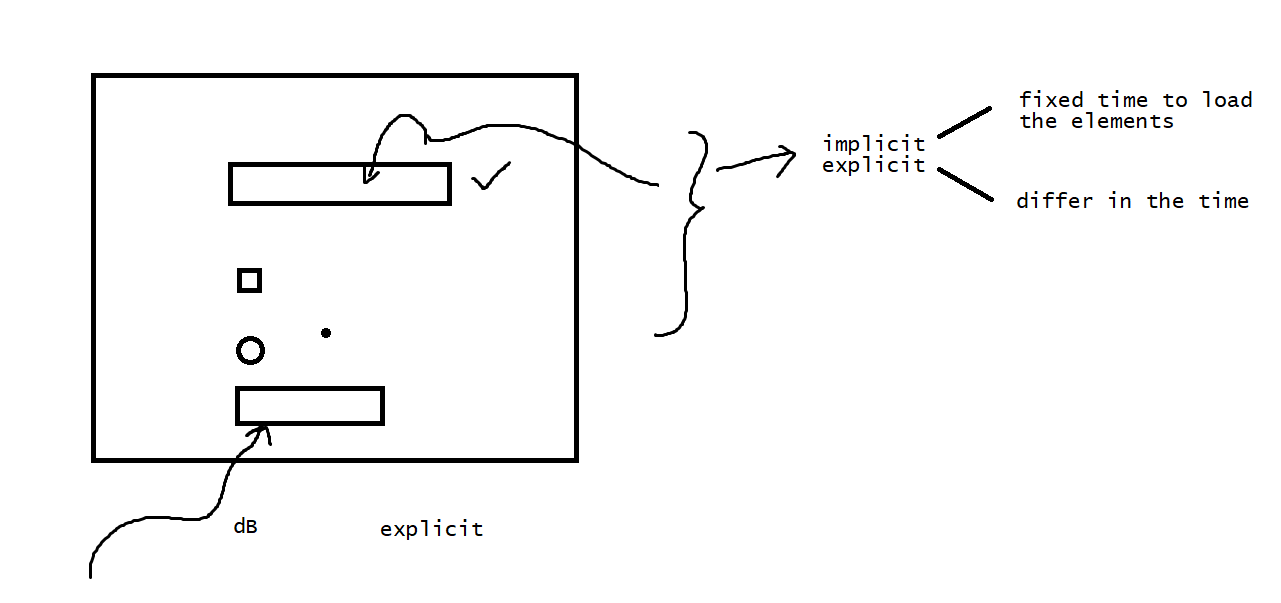 fixed time to load
the elements
implicit
explicit
differ in the time
dB
explicit